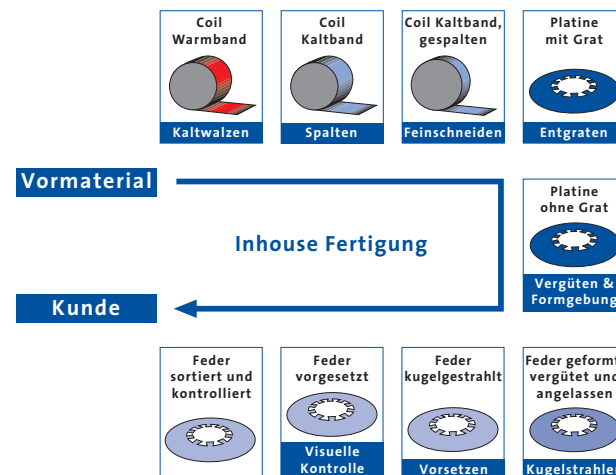 Coil
Warmband
Kaltwalzen
Coil
Kaltband
Spalten
Coil Kaltband,
gespalten
Feinschneiden
Platine
mit Grat
Entgraten
Vormaterial
Platine
ohne Grat
Vergüten &
Formgebung
Inhouse Fertigung
Kunde
Feder
sortiert und
kontrolliert
Feder
vorgesetzt
Visuelle
Kontrolle
Feder
kugelgestrahlt
Vorsetzen
Feder geformt,
vergütet und
angelassen
Kugelstrahlen